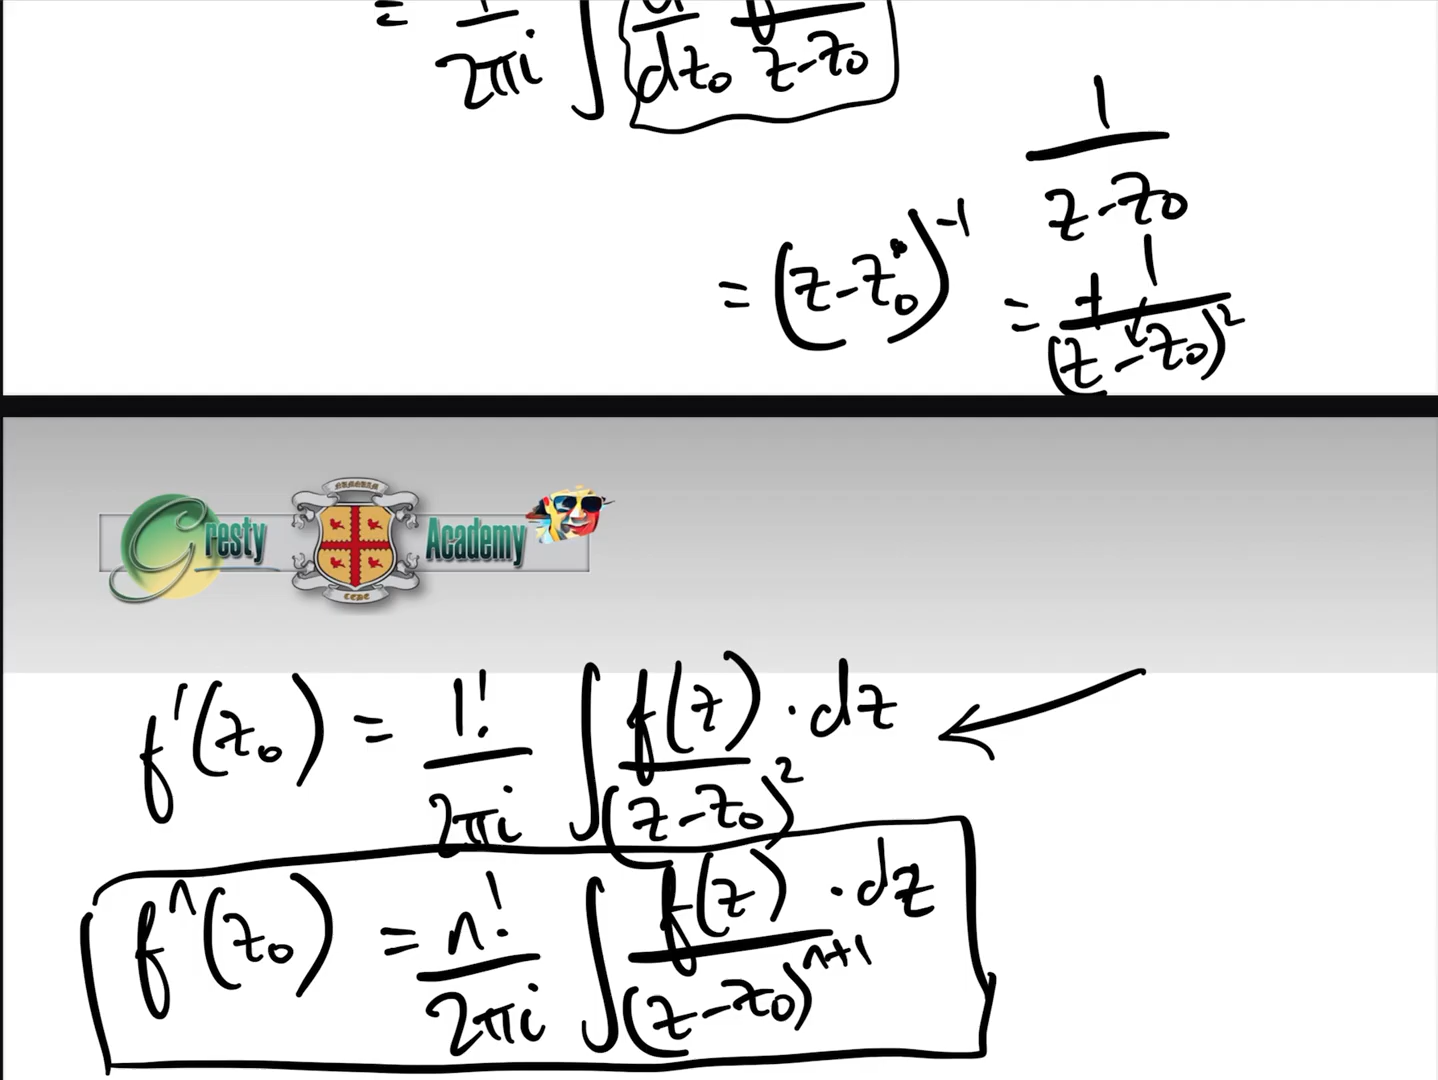 = 1/2πi ∫ d/dz₀ f/z-z₀
1/z-z₀
= (z-z₀)⁻¹ = + 1/(z-z₀)²
Gresty Academy
f'(z₀) = 1!/2πi ∫ f(z)/(z-z₀)² · dz
fⁿ(z₀) = n!/2πi ∫ f(z)/(z-z₀)ⁿ⁺¹ · dz